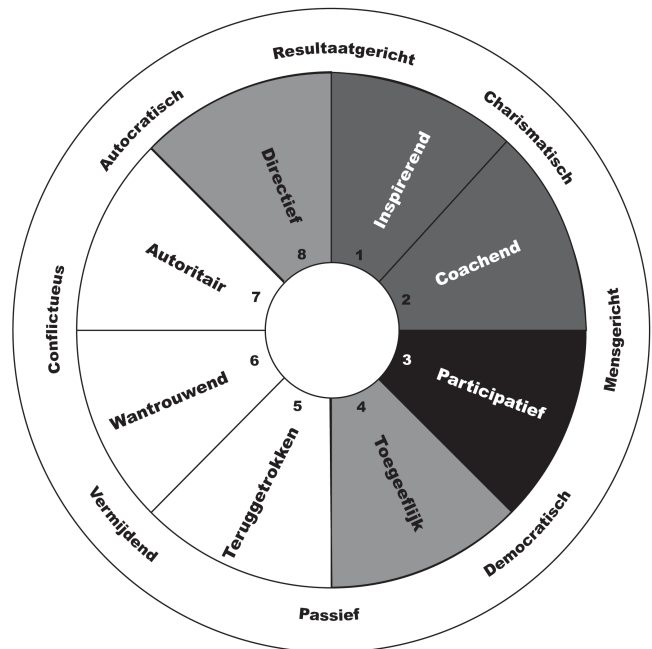 Resultaatgericht
Charismatisch
Mensgericht
Democratisch
Passief
Vermijdend
Conflictueus
Autocratisch
Inspirerend
1
Coachend
2
3
Participatief
4
Toegeeflijk
5
Teruggetrokken
6
Wantrouwend
7
Autoritair
8
Directief